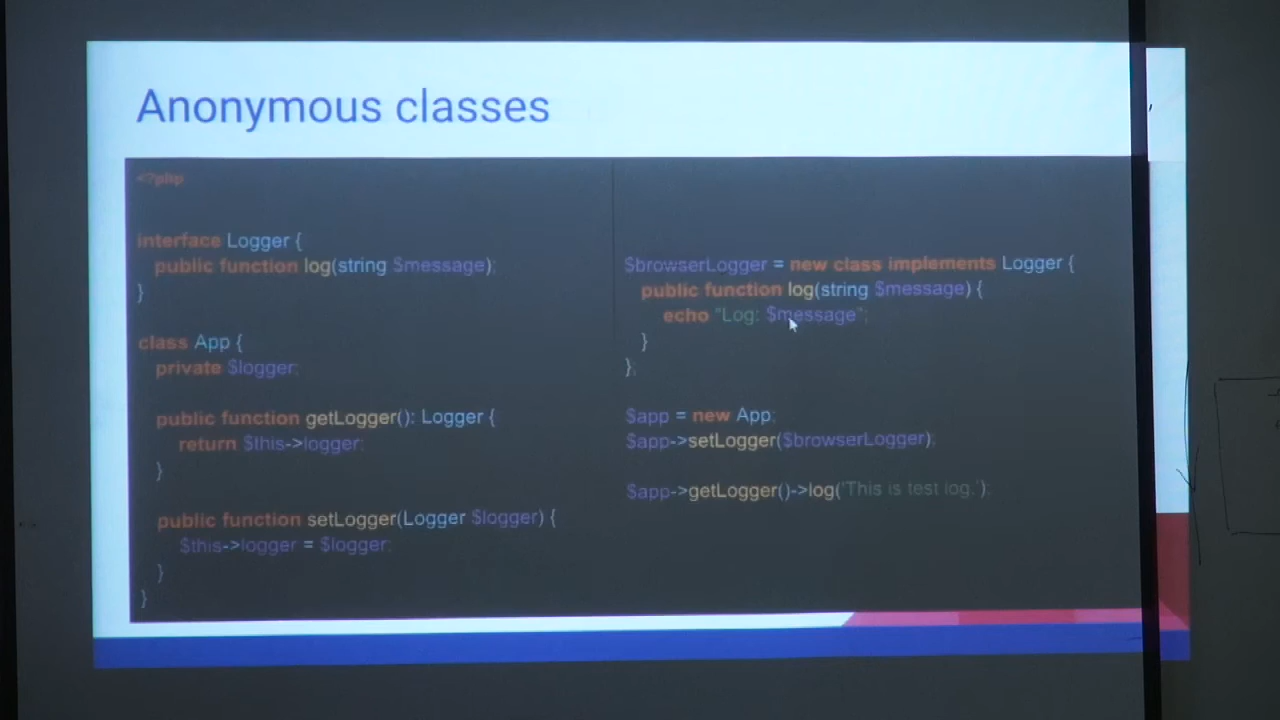 Anonymous classes
<?php
interface Logger {
public function log(string $message);
}
class App {
private $logger;
public function getLogger(): Logger {
return $this->logger;
}
public function setLogger(Logger $logger) {
$this->logger = $logger;
}
}
$browserLogger = new class implements Logger {
public function log(string $message) {
echo "Log: $message";
}
};
$app = new App;
$app->setLogger($browserLogger);
$app->getLogger()->log('This is test log.');